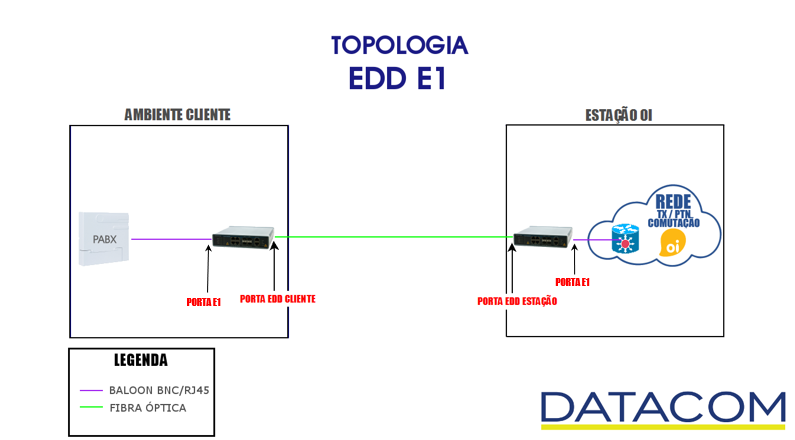 TOPOLOGIA
EDD E1
AMBIENTE CLIENTE
ESTAÇÃO OI
PABX
PORTA E1
PORTA EDD CLIENTE
PORTA EDD ESTAÇÃO
PORTA E1
REDE
TX / PTN
COMUTAÇÃO
oi
LEGENDA
BALOON BNC/RJ45
FIBRA ÓPTICA
DATACOM